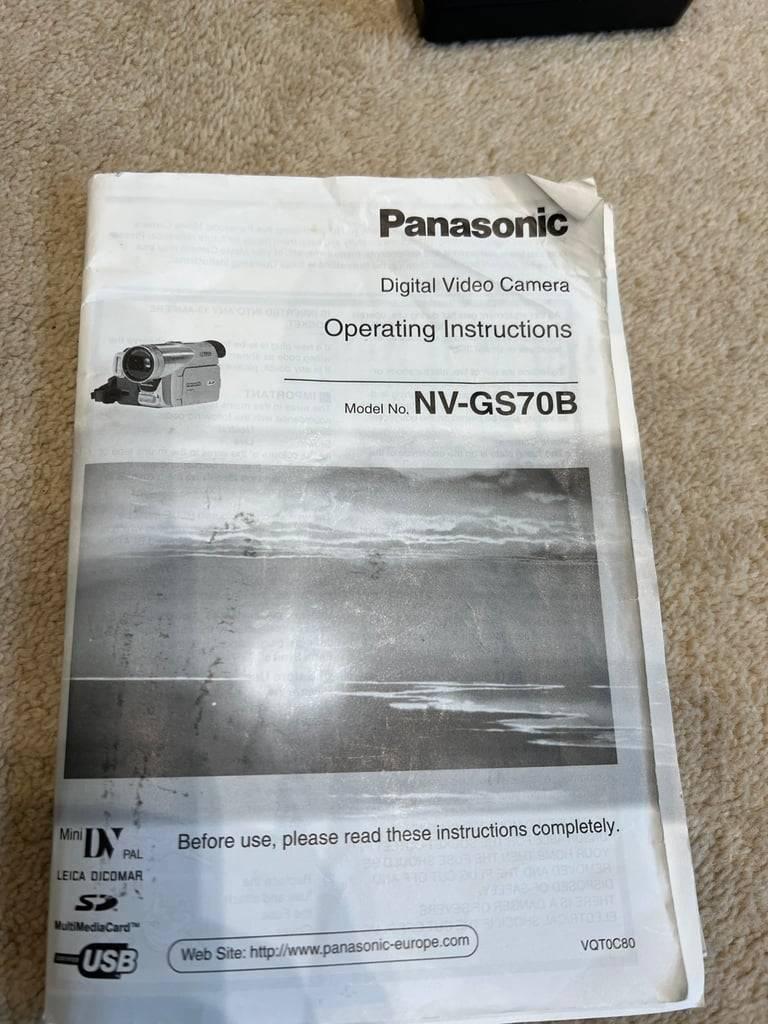 Panasonic
Digital Video Camera
Operating Instructions
Model No. NV-GS70B
Mini DV PAL
LEICA DICOMAR
SD
MultiMediaCard™
USB
Before use, please read these instructions completely.
Web Site: http://www.panasonic-europe.com
VQT0C80